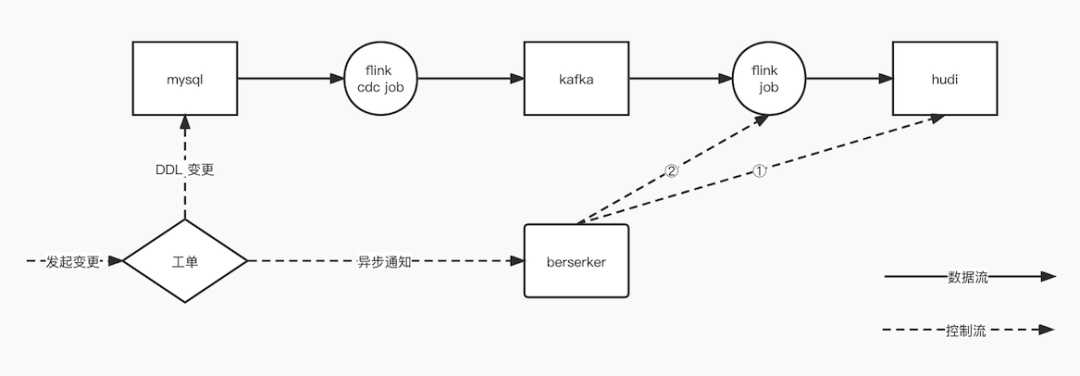 mysql
flink
cdc job
kafka
flink
job
hudi
DDL 变更
②
①
发起变更
工单
异步通知
berserker
数据流
控制流